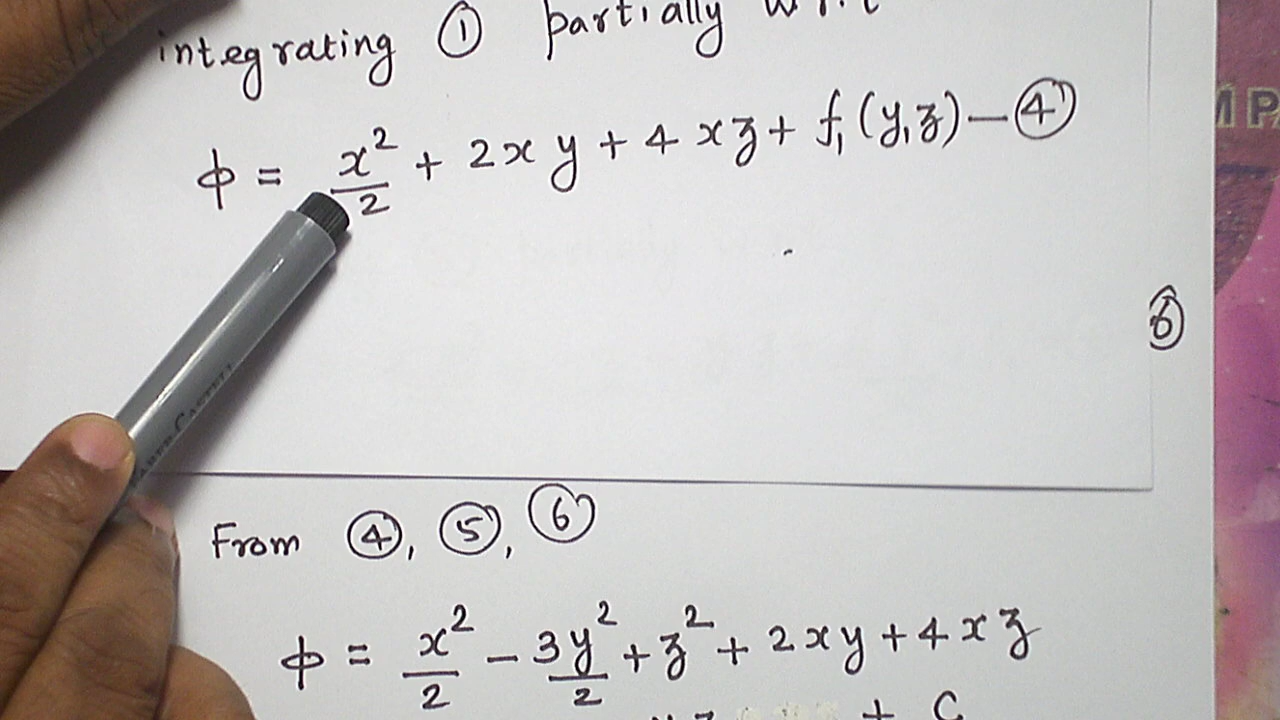 integrating ① partially w.r.t
ϕ = x²/2 + 2xy + 4xz + f₁(y,z) — ④
⑥
From ④, ⑤, ⑥
ϕ = x²/2 − 3y²/2 + z² + 2xy + 4xz
+ C